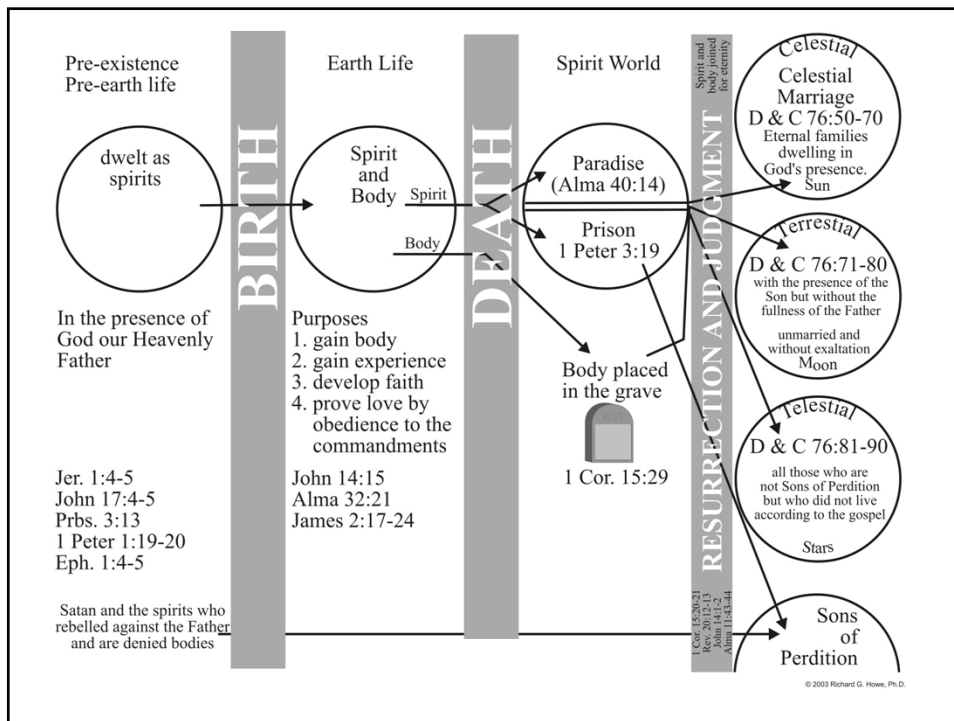 Pre-existence
Pre-earth life
dwelt as
spirits
In the presence of
God our Heavenly
Father
Jer. 1:4-5
John 17:4-5
Prbs. 3:13
1 Peter 1:19-20
Eph. 1:4-5
Satan and the spirits who
rebelled against the Father
and are denied bodies
BIRTH
Earth Life
Spirit
and
Body
Spirit
Body
Purposes
1. gain body
2. gain experience
3. develop faith
4. prove love by
obedience to the
commandments
John 14:15
Alma 32:21
James 2:17-24
DEATH
Spirit World
Paradise
(Alma 40:14)
Prison
1 Peter 3:19
Body placed
in the grave
1 Cor. 15:29
Spirit and
body joined
for eternity
RESURRECTION AND JUDGMENT
1 Cor. 15:20-21
Rev. 20:12-13
John 14:1-2
Alma 11:43-44
Celestial
Celestial
Marriage
D & C 76:50-70
Eternal families
dwelling in
God's presence.
Sun
Terrestial
D & C 76:71-80
with the presence of the
Son but without the
fullness of the Father
unmarried and
without exaltation
Moon
Telestial
D & C 76:81-90
all those who are
not Sons of Perdition
but who did not live
according to the gospel
Stars
Sons
of
Perdition
© 2003 Richard G. Howe, Ph.D.